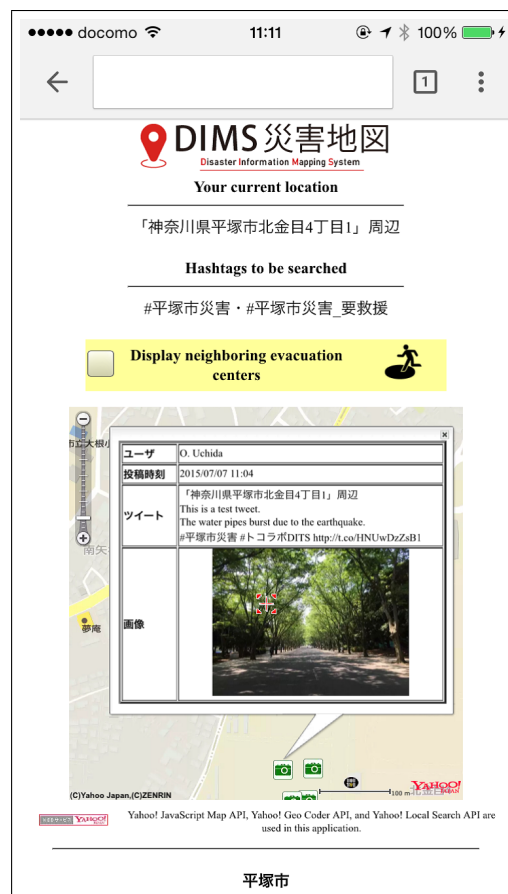 docomo 11:11 100%
1
DIMS災害地図
Disaster Information Mapping System
Your current location
「神奈川県平塚市北金目4丁目1」周辺
Hashtags to be searched
#平塚市災害・#平塚市災害_要救援
Display neighboring evacuation
centers
市立大根
ユーザ O. Uchida
投稿時刻 2015/07/07 11:04
ツイート 「神奈川県平塚市北金目4丁目1」周辺
This is a test tweet.
The water pipes burst due to the earthquake.
#平塚市災害 #トコラボDITS http://t.co/HNUwDzZsB1
南矢
夢庵
画像
(C)Yahoo Japan,(C)ZENRIN
100 m
北金目
YAHOO!
JAPAN
YAHOO!
Yahoo! JavaScript Map API, Yahoo! Geo Coder API, and Yahoo! Local Search API are
used in this application.
平塚市